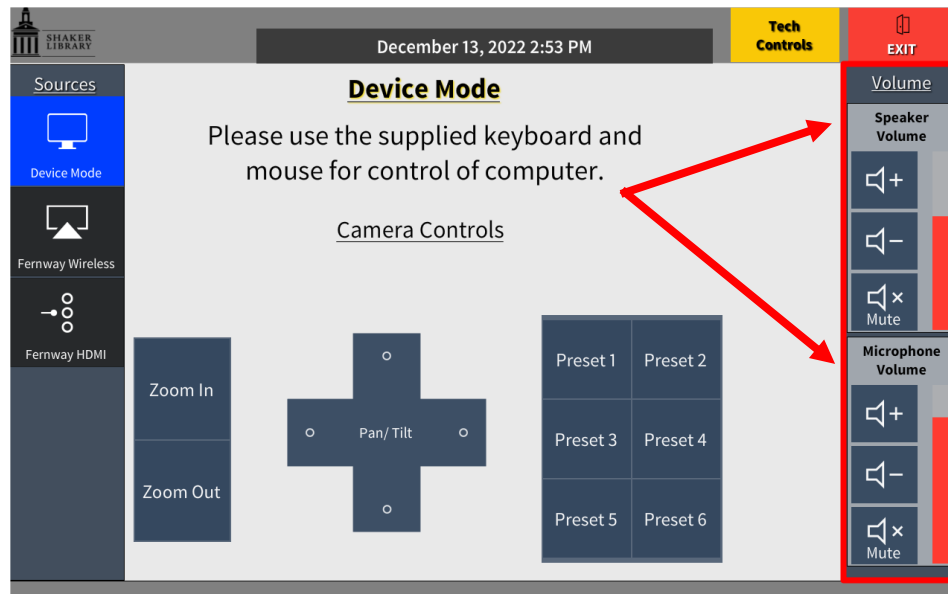 SHAKER
LIBRARY
December 13, 2022 2:53 PM
Tech
Controls
EXIT
Sources
Device Mode
Fernway Wireless
Fernway HDMI
Device Mode
Please use the supplied keyboard and
mouse for control of computer.
Camera Controls
Zoom In
Zoom Out
Pan/ Tilt
Preset 1 Preset 2
Preset 3 Preset 4
Preset 5 Preset 6
Volume
Speaker
Volume
+
−
×
Mute
Microphone
Volume
+
−
×
Mute